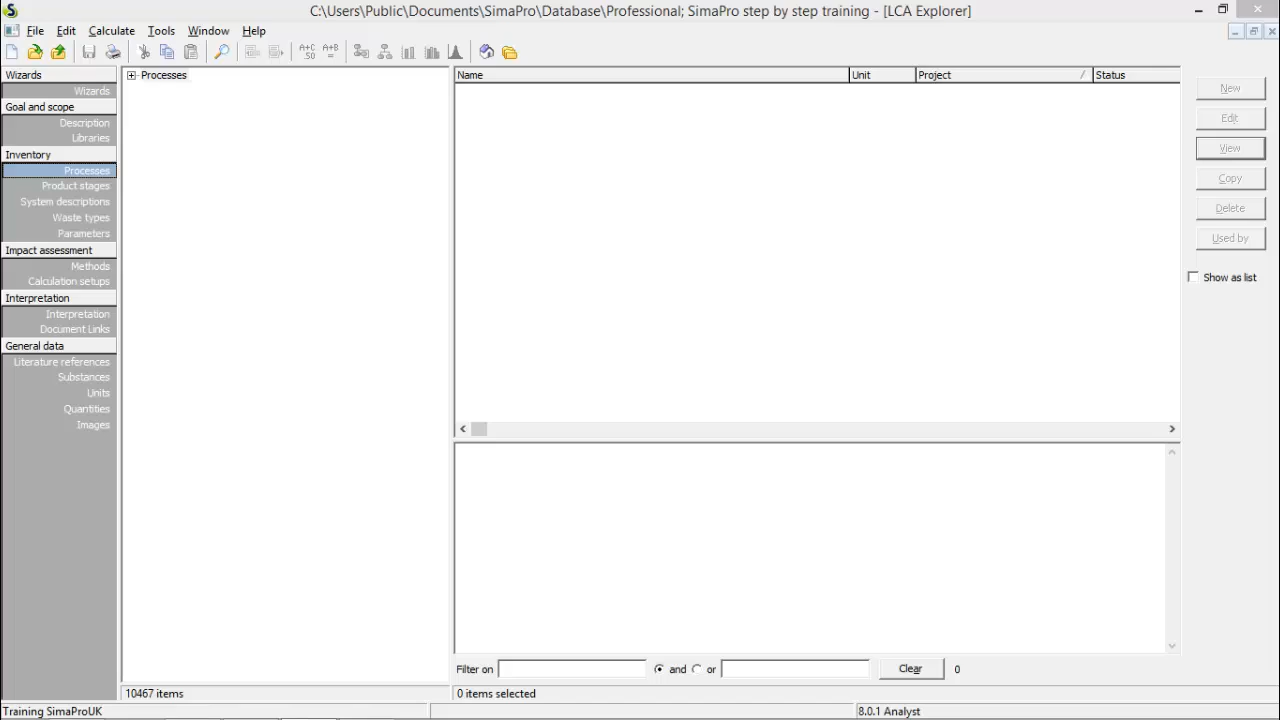 C:\Users\Public\Documents\SimaPro\Database\Professional; SimaPro step by step training - [LCA Explorer]
File Edit Calculate Tools Window Help
Wizards
Wizards
Goal and scope
Description
Libraries
Inventory
Processes
Product stages
System descriptions
Waste types
Parameters
Impact assessment
Methods
Calculation setups
Interpretation
Interpretation
Document Links
General data
Literature references
Substances
Units
Quantities
Images
Processes
Name Unit Project Status
New
Edit
View
Copy
Delete
Used by
Show as list
Filter on and or Clear 0
10467 items 0 items selected
Training SimaProUK 8.0.1 Analyst